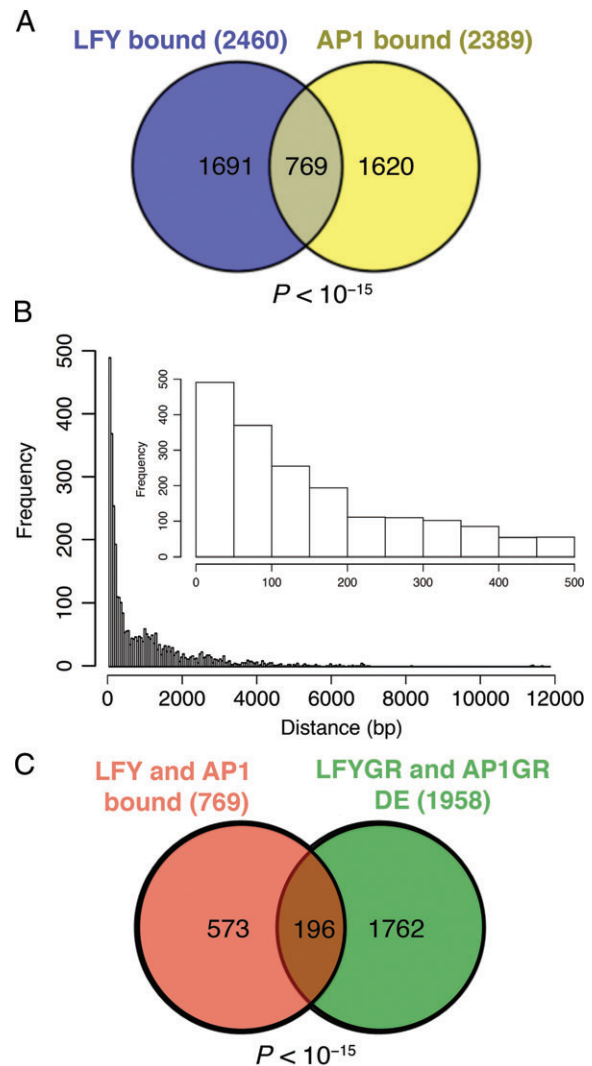 A
LFY bound (2460) AP1 bound (2389)
1691 769 1620
P < 10⁻¹⁵
B
500
400
300
200
100
0
Frequency
0 2000 4000 6000 8000 10000 12000
Distance (bp)
500
400
300
200
100
0
Frequency
0 100 200 300 400 500
C
LFY and AP1
bound (769)
LFYGR and AP1GR
DE (1958)
573 196 1762
P < 10⁻¹⁵